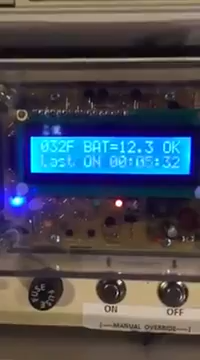 032F BAT=12.3 OK
last ON 00:05:32
ON OFF
MANUAL OVERRIDE